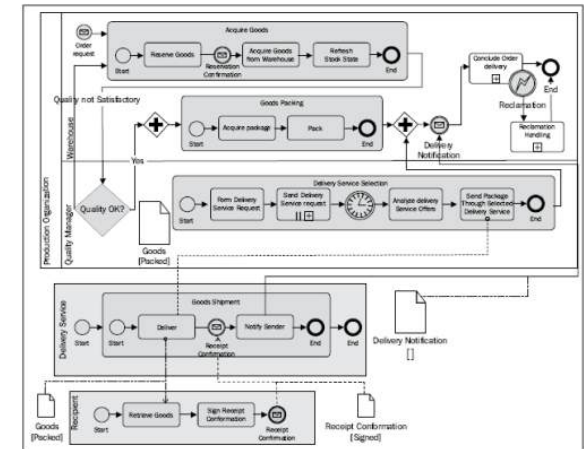 Acquire Goods
Order
request
Start
Reserve Goods
Reservation
Confirmation
Acquire Goods
from Warehouse
Refresh
Stock State
End
Conclude Order
delivery
End
Reclamation
Reclamation
Handling
Quality not Satisfactory
Goods Packing
Start
Acquire package
Pack
End
Delivery
Notification
Yes
Production Organization
Warehouse
Quality Manager
Quality OK?
Goods
[Packed]
Delivery Service Selection
Start
Form Delivery
Service Request
Send Delivery
Service request
Analyze delivery
Service Offers
Send Package
Through Selected
Delivery Service
End
Delivery Service
Goods Shipment
Start
Start
Deliver
Receipt
Confirmation
Notify Sender
End
End
Delivery Notification
[]
Goods
[Packed]
Recipient
Start
Retrieve Goods
Sign Receipt
Conformation
Receipt
Confirmation
Receipt Conformation
[Signed]